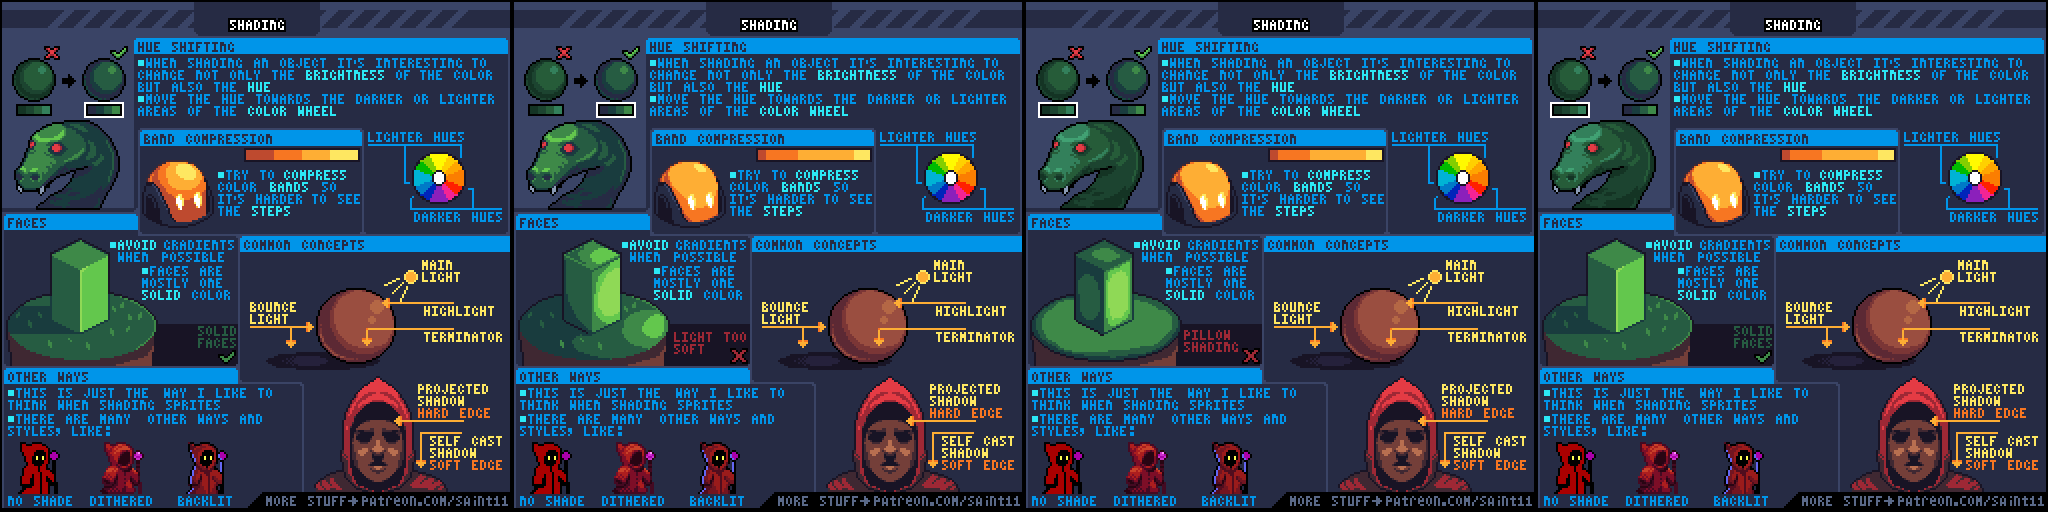 SHADING
HUE SHIFTING
▪WHEN SHADING AN OBJECT IT'S INTERESTING TO
CHANGE NOT ONLY THE BRIGHTNESS OF THE COLOR
BUT ALSO THE HUE
▪MOVE THE HUE TOWARDS THE DARKER OR LIGHTER
AREAS OF THE COLOR WHEEL
BAND COMPRESSION
▪TRY TO COMPRESS
COLOR BANDS SO
IT'S HARDER TO SEE
THE STEPS
LIGHTER HUES
DARKER HUES
FACES
▪AVOID GRADIENTS
WHEN POSSIBLE
▪FACES ARE
MOSTLY ONE
SOLID COLOR
SOLID
FACES
COMMON CONCEPTS
MAIN
LIGHT
BOUNCE
LIGHT
HIGHLIGHT
TERMINATOR
OTHER WAYS
▪THIS IS JUST THE WAY I LIKE TO
THINK WHEN SHADING SPRITES
▪THERE ARE MANY OTHER WAYS AND
STYLES, LIKE:
NO SHADE DITHERED BACKLIT
PROJECTED
SHADOW
HARD EDGE
SELF CAST
SHADOW
SOFT EDGE
MORE STUFF→PATREON.COM/SAINT11
SHADING
HUE SHIFTING
▪WHEN SHADING AN OBJECT IT'S INTERESTING TO
CHANGE NOT ONLY THE BRIGHTNESS OF THE COLOR
BUT ALSO THE HUE
▪MOVE THE HUE TOWARDS THE DARKER OR LIGHTER
AREAS OF THE COLOR WHEEL
BAND COMPRESSION
▪TRY TO COMPRESS
COLOR BANDS SO
IT'S HARDER TO SEE
THE STEPS
LIGHTER HUES
DARKER HUES
FACES
▪AVOID GRADIENTS
WHEN POSSIBLE
▪FACES ARE
MOSTLY ONE
SOLID COLOR
LIGHT TOO
SOFT
COMMON CONCEPTS
MAIN
LIGHT
BOUNCE
LIGHT
HIGHLIGHT
TERMINATOR
OTHER WAYS
▪THIS IS JUST THE WAY I LIKE TO
THINK WHEN SHADING SPRITES
▪THERE ARE MANY OTHER WAYS AND
STYLES, LIKE:
NO SHADE DITHERED BACKLIT
PROJECTED
SHADOW
HARD EDGE
SELF CAST
SHADOW
SOFT EDGE
MORE STUFF→PATREON.COM/SAINT11
SHADING
HUE SHIFTING
▪WHEN SHADING AN OBJECT IT'S INTERESTING TO
CHANGE NOT ONLY THE BRIGHTNESS OF THE COLOR
BUT ALSO THE HUE
▪MOVE THE HUE TOWARDS THE DARKER OR LIGHTER
AREAS OF THE COLOR WHEEL
BAND COMPRESSION
▪TRY TO COMPRESS
COLOR BANDS SO
IT'S HARDER TO SEE
THE STEPS
LIGHTER HUES
DARKER HUES
FACES
▪AVOID GRADIENTS
WHEN POSSIBLE
▪FACES ARE
MOSTLY ONE
SOLID COLOR
PILLOW
SHADING
COMMON CONCEPTS
MAIN
LIGHT
BOUNCE
LIGHT
HIGHLIGHT
TERMINATOR
OTHER WAYS
▪THIS IS JUST THE WAY I LIKE TO
THINK WHEN SHADING SPRITES
▪THERE ARE MANY OTHER WAYS AND
STYLES, LIKE:
NO SHADE DITHERED BACKLIT
PROJECTED
SHADOW
HARD EDGE
SELF CAST
SHADOW
SOFT EDGE
MORE STUFF→PATREON.COM/SAINT11
SHADING
HUE SHIFTING
▪WHEN SHADING AN OBJECT IT'S INTERESTING TO
CHANGE NOT ONLY THE BRIGHTNESS OF THE COLOR
BUT ALSO THE HUE
▪MOVE THE HUE TOWARDS THE DARKER OR LIGHTER
AREAS OF THE COLOR WHEEL
BAND COMPRESSION
▪TRY TO COMPRESS
COLOR BANDS SO
IT'S HARDER TO SEE
THE STEPS
LIGHTER HUES
DARKER HUES
FACES
▪AVOID GRADIENTS
WHEN POSSIBLE
▪FACES ARE
MOSTLY ONE
SOLID COLOR
SOLID
FACES
COMMON CONCEPTS
MAIN
LIGHT
BOUNCE
LIGHT
HIGHLIGHT
TERMINATOR
OTHER WAYS
▪THIS IS JUST THE WAY I LIKE TO
THINK WHEN SHADING SPRITES
▪THERE ARE MANY OTHER WAYS AND
STYLES, LIKE:
NO SHADE DITHERED BACKLIT
PROJECTED
SHADOW
HARD EDGE
SELF CAST
SHADOW
SOFT EDGE
MORE STUFF→PATREON.COM/SAINT11